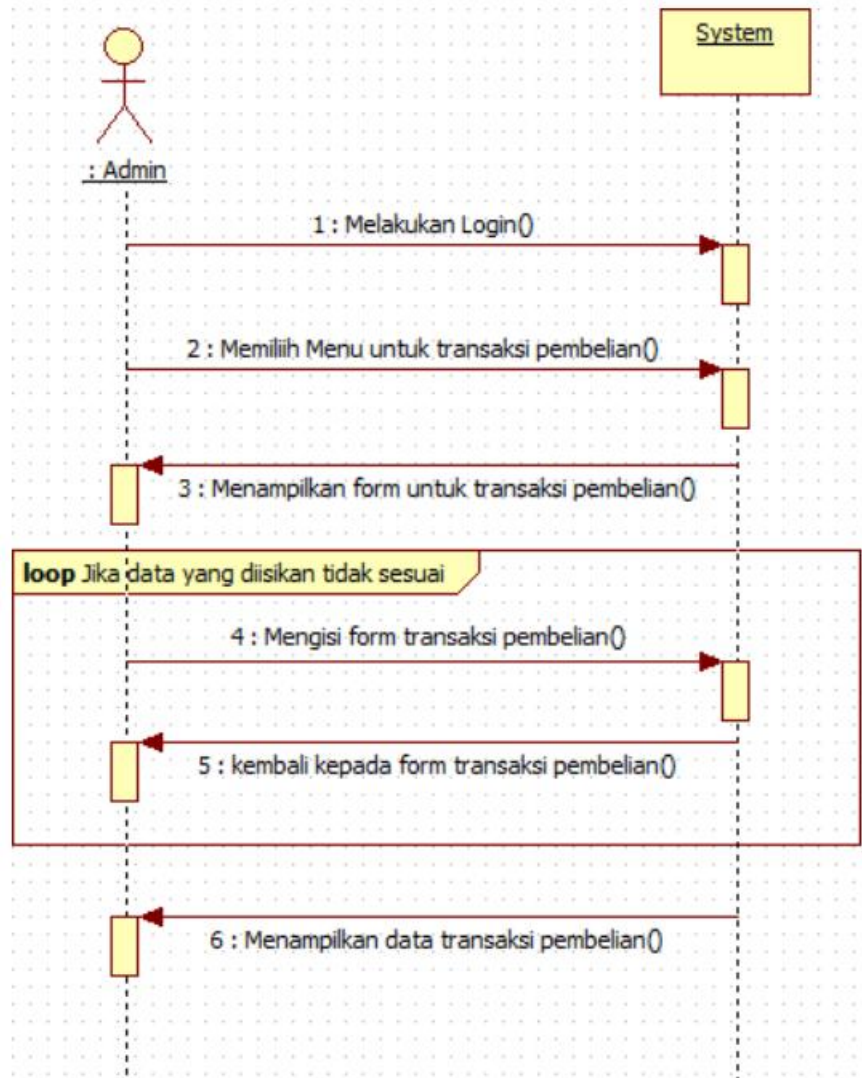 System
: Admin
1 : Melakukan Login()
2 : Memiliih Menu untuk transaksi pembelian()
3 : Menampilkan form untuk transaksi pembelian()
loop Jika data yang diisikan tidak sesuai
4 : Mengisi form transaksi pembelian()
5 : kembali kepada form transaksi pembelian()
6 : Menampilkan data transaksi pembelian()